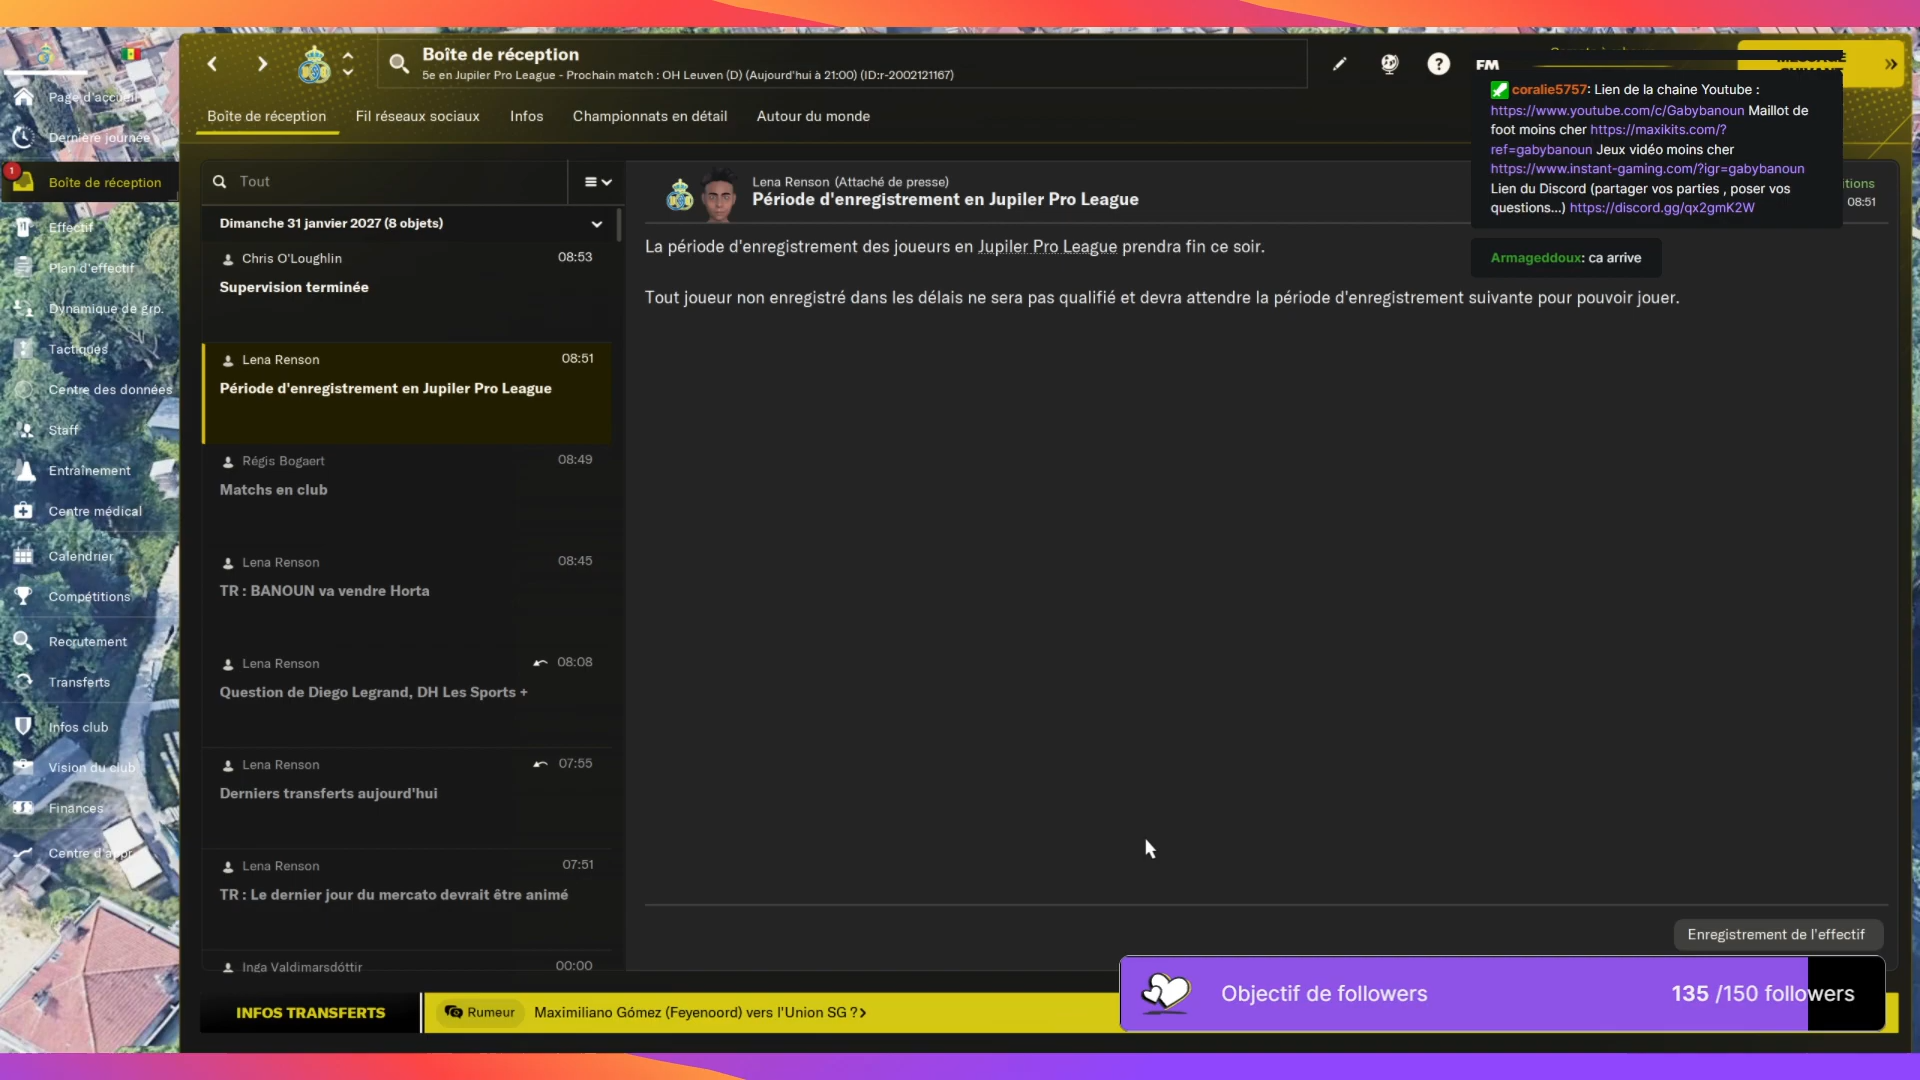 Boîte de réception
5e en Jupiler Pro League - Prochain match : OH Leuven (D) (Aujourd'hui à 21:00) (ID:r-2002121167)
FM
Boîte de réception
Fil réseaux sociaux
Infos
Championnats en détail
Autour du monde
coralie5757: Lien de la chaine Youtube :
https://www.youtube.com/c/Gabybanoun Maillot de
foot moins cher https://maxikits.com/?
ref=gabybanoun Jeux vidéo moins cher
https://www.instant-gaming.com/?igr=gabybanoun
Lien du Discord (partager vos parties , poser vos
questions...) https://discord.gg/qx2gmK2W
Armageddoux: ca arrive
Page d'accueil
Dernière journée
1
Boîte de réception
Effectif
Plan d'effectif
Dynamique de grp.
Tactiques
Centre des données
Staff
Entraînement
Centre médical
Calendrier
Compétitions
Recrutement
Transferts
Infos club
Vision du club
Finances
Centre d'app
Tout
Dimanche 31 janvier 2027 (8 objets)
Chris O'Loughlin
08:53
Supervision terminée
Lena Renson
08:51
Période d'enregistrement en Jupiler Pro League
Régis Bogaert
08:49
Matchs en club
Lena Renson
08:45
TR : BANOUN va vendre Horta
Lena Renson
08:08
Question de Diego Legrand, DH Les Sports +
Lena Renson
07:55
Derniers transferts aujourd'hui
Lena Renson
07:51
TR : Le dernier jour du mercato devrait être animé
Inga Valdimarsdóttir
00:00
Lena Renson (Attaché de presse)
Période d'enregistrement en Jupiler Pro League
itions
08:51
La période d'enregistrement des joueurs en Jupiler Pro League prendra fin ce soir.
Tout joueur non enregistré dans les délais ne sera pas qualifié et devra attendre la période d'enregistrement suivante pour pouvoir jouer.
Enregistrement de l'effectif
INFOS TRANSFERTS
Rumeur
Maximiliano Gómez (Feyenoord) vers l'Union SG ?
Objectif de followers
135 /150 followers